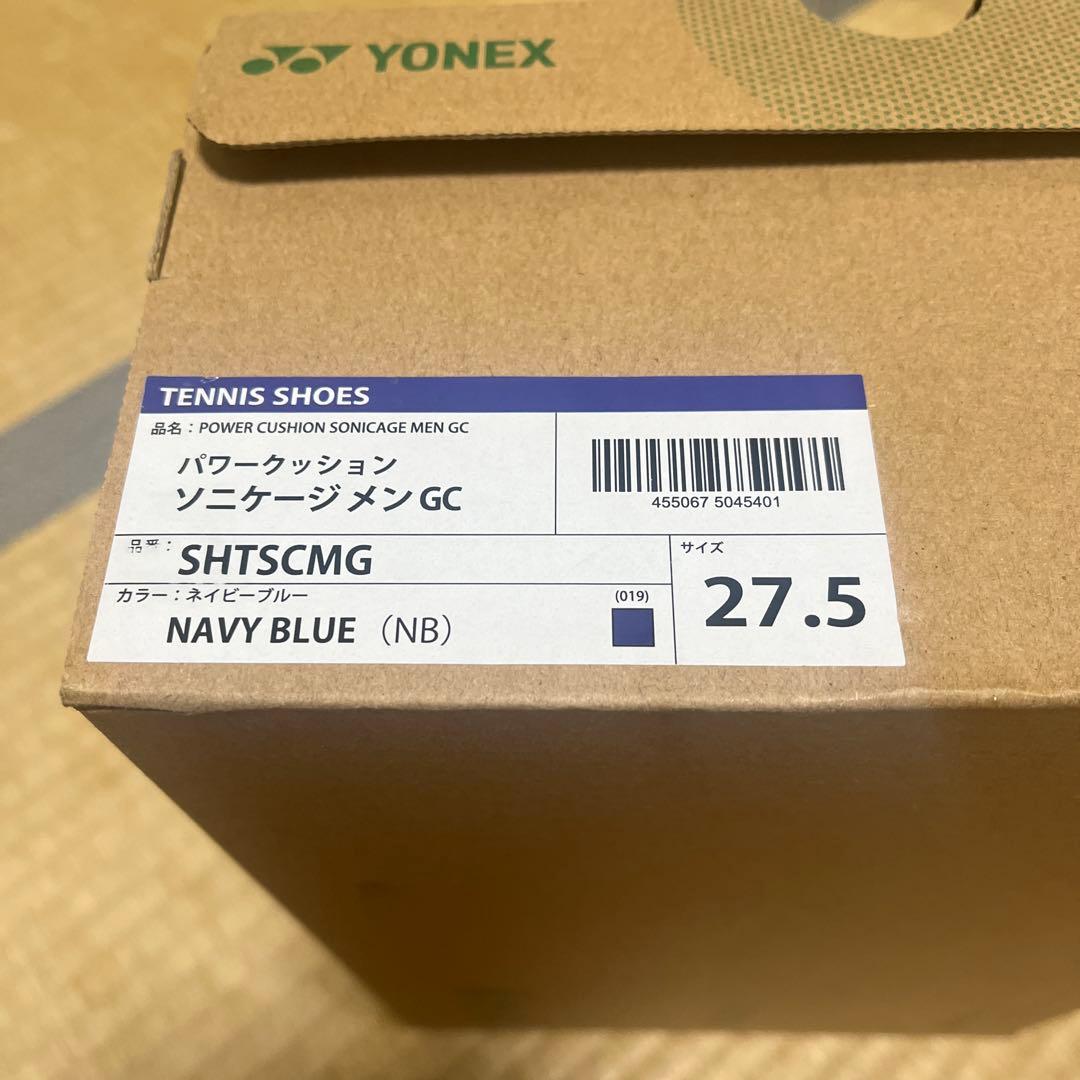 YONEX
TENNIS SHOES
品名：POWER CUSHION SONICAGE MEN GC
パワークッション
ソニケージ メン GC
455067 5045401
品番：SHTSCMG
サイズ
27.5
カラー：ネイビーブルー
(019)
NAVY BLUE （NB）